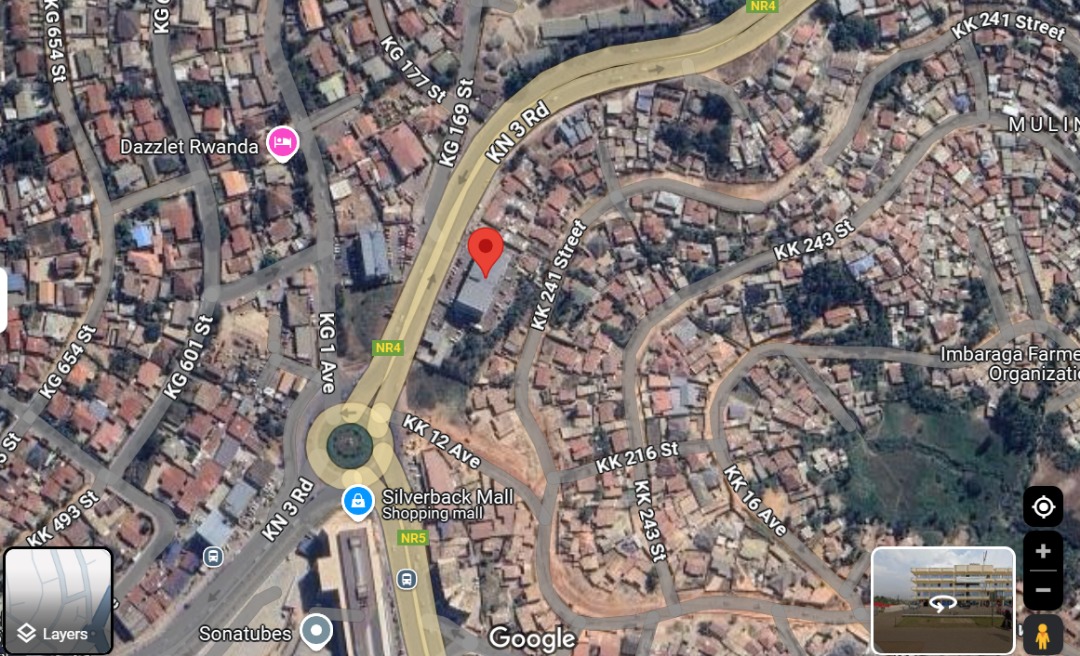 NR4
KG 654 St
KK 241 Street
KG 177 St
KG 169 St
KN 3 Rd
MULIN
Dazzlet Rwanda
KK 241 Street
KK 243 St
KG 1 Ave
KG 601 St
KG 654 St
NR4
Imbaraga Farme
Organizatio
KK 12 Ave
KK 216 St
KK 16 Ave
KK 243 St
Silverback Mall
Shopping mall
KN 3 Rd
KK 493 St
NR5
Layers
Sonatubes
Google